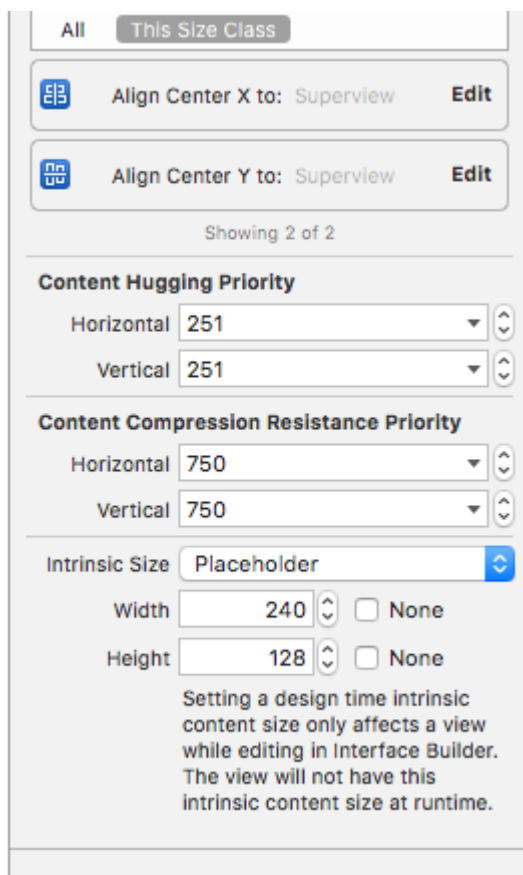 All This Size Class
Align Center X to: Superview Edit
Align Center Y to: Superview Edit
Showing 2 of 2
Content Hugging Priority
Horizontal 251
Vertical 251
Content Compression Resistance Priority
Horizontal 750
Vertical 750
Intrinsic Size Placeholder
Width 240 None
Height 128 None
Setting a design time intrinsic
content size only affects a view
while editing in Interface Builder.
The view will not have this
intrinsic content size at runtime.